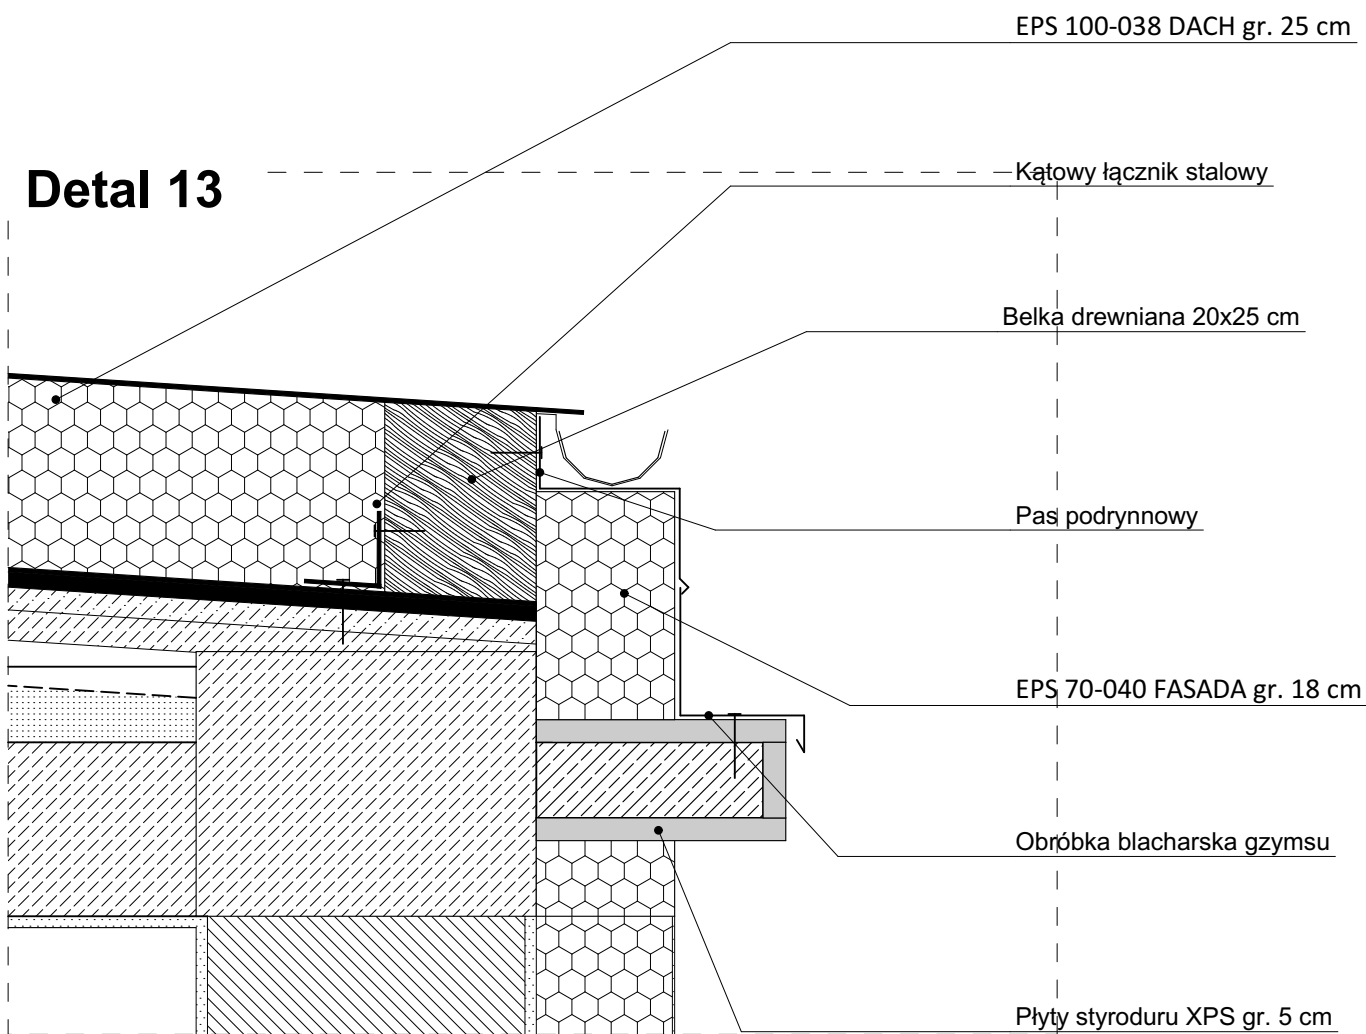 EPS 100-038 DACH gr. 25 cm
Detal 13
Kątowy łącznik stalowy
Belka drewniana 20x25 cm
Pas podrynnowy
EPS 70-040 FASADA gr. 18 cm
Obróbka blacharska gzymsu
Płyty styroduru XPS gr. 5 cm